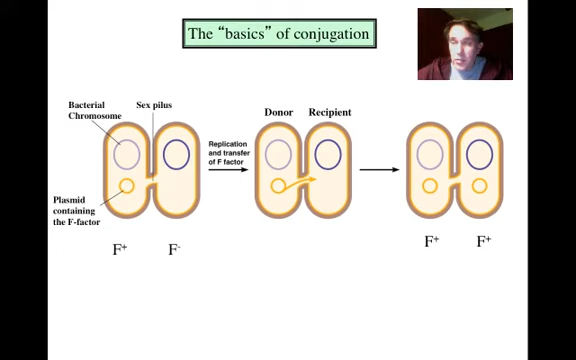 The “basics” of conjugation
Bacterial
Chromosome
Sex pilus
Donor
Recipient
Replication
and transfer
of F factor
Plasmid
containing
the F-factor
F+
F-
F+
F+